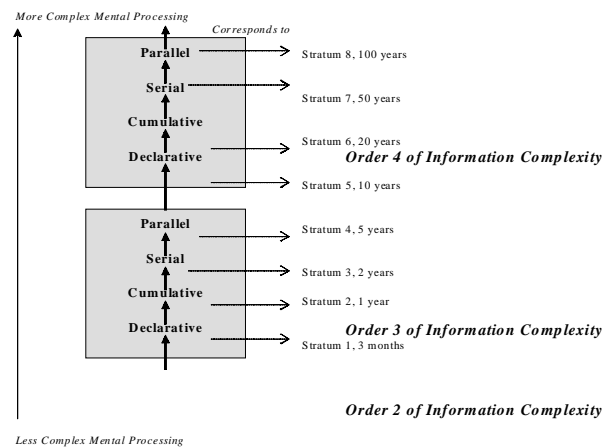 More Complex Mental Processing
Corresponds to
Parallel
Stratum 8, 100 years
Serial
Stratum 7, 50 years
Cumulative
Stratum 6, 20 years
Declarative
Order 4 of Information Complexity
Stratum 5, 10 years
Parallel
Stratum 4, 5 years
Serial
Stratum 3, 2 years
Cumulative
Stratum 2, 1 year
Declarative
Order 3 of Information Complexity
Stratum 1, 3 months
Order 2 of Information Complexity
Less Complex Mental Processing